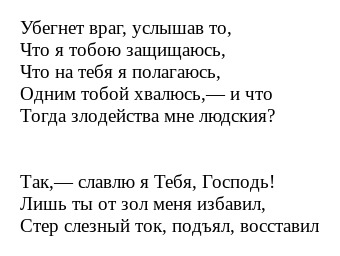 Убегнет враг, услышав то,
Что я тобою защищаюсь,
Что на тебя я полагаюсь,
Одним тобой хвалюсь,— и что
Тогда злодейства мне людския?
Так,— славлю я Тебя, Господь!
Лишь ты от зол меня избавил,
Стер слезный ток, подъял, восставил